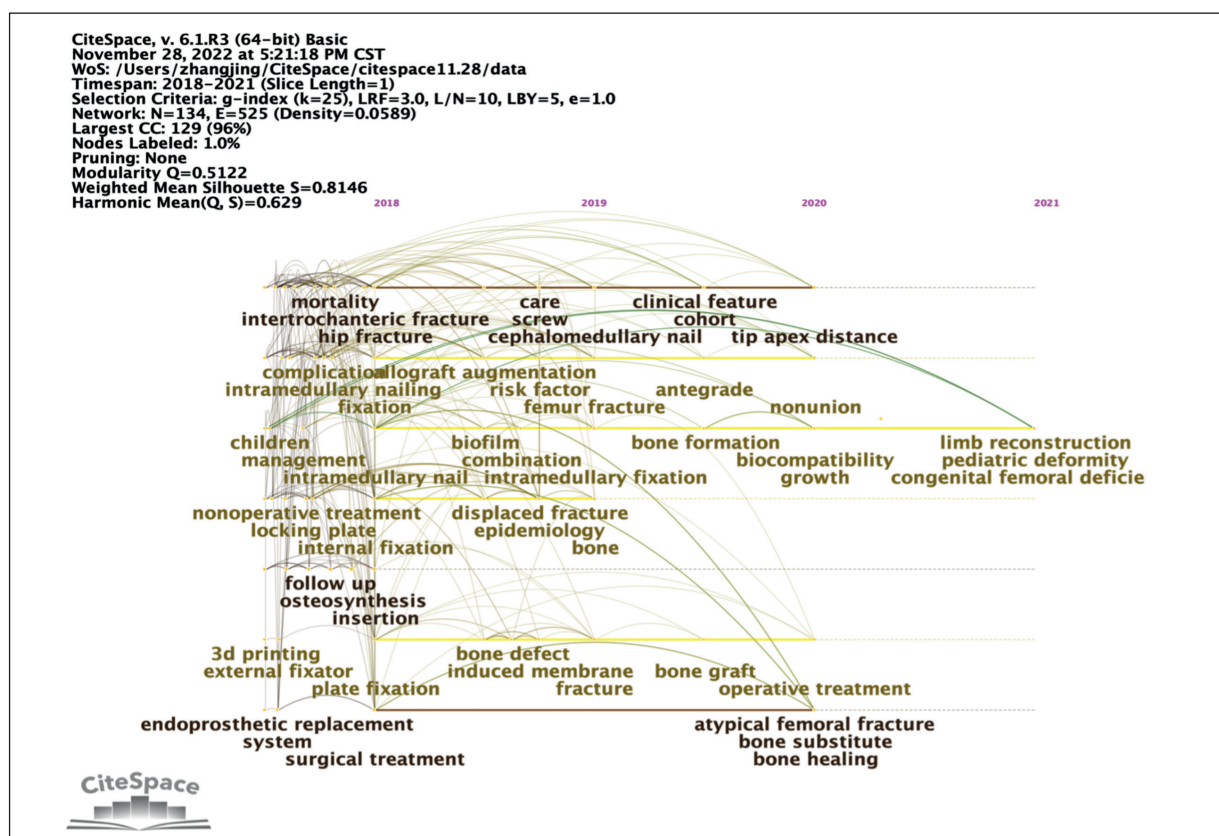 CiteSpace, v. 6.1.R3 (64-bit) Basic
November 28, 2022 at 5:21:18 PM CST
WoS: /Users/zhangjing/CiteSpace/citespace11.28/data
Timespan: 2018-2021 (Slice Length=1)
Selection Criteria: g-index (k=25), LRF=3.0, L/N=10, LBY=5, e=1.0
Network: N=134, E=525 (Density=0.0589)
Largest CC: 129 (96%)
Nodes Labeled: 1.0%
Pruning: None
Modularity Q=0.5122
Weighted Mean Silhouette S=0.8146
Harmonic Mean(Q, S)=0.629
2018 2019 2020 2021
mortality care clinical feature
intertrochanteric fracture screw cohort
hip fracture cephalomedullary nail tip apex distance
complication allograft augmentation
intramedullary nailing risk factor antegrade
fixation femur fracture nonunion
children biofilm bone formation limb reconstruction
management combination biocompatibility pediatric deformity
intramedullary nail intramedullary fixation growth congenital femoral deficie
nonoperative treatment displaced fracture
locking plate epidemiology
internal fixation bone
follow up
osteosynthesis
insertion
3d printing bone defect
external fixator induced membrane bone graft
plate fixation fracture operative treatment
endoprosthetic replacement atypical femoral fracture
system bone substitute
surgical treatment bone healing
CiteSpace